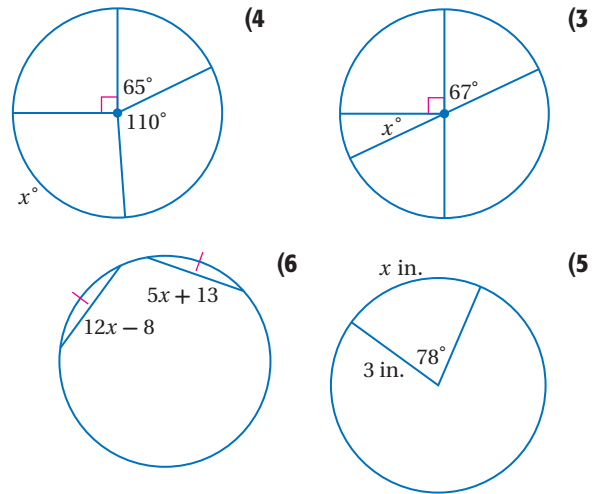 (3
67°
x°
(4
65°
110°
x°
(5
x in.
78°
3 in.
(6
5x + 13
12x – 8